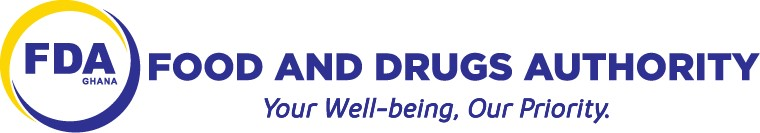 FDA
GHANA
FOOD AND DRUGS AUTHORITY
Your Well-being, Our Priority.